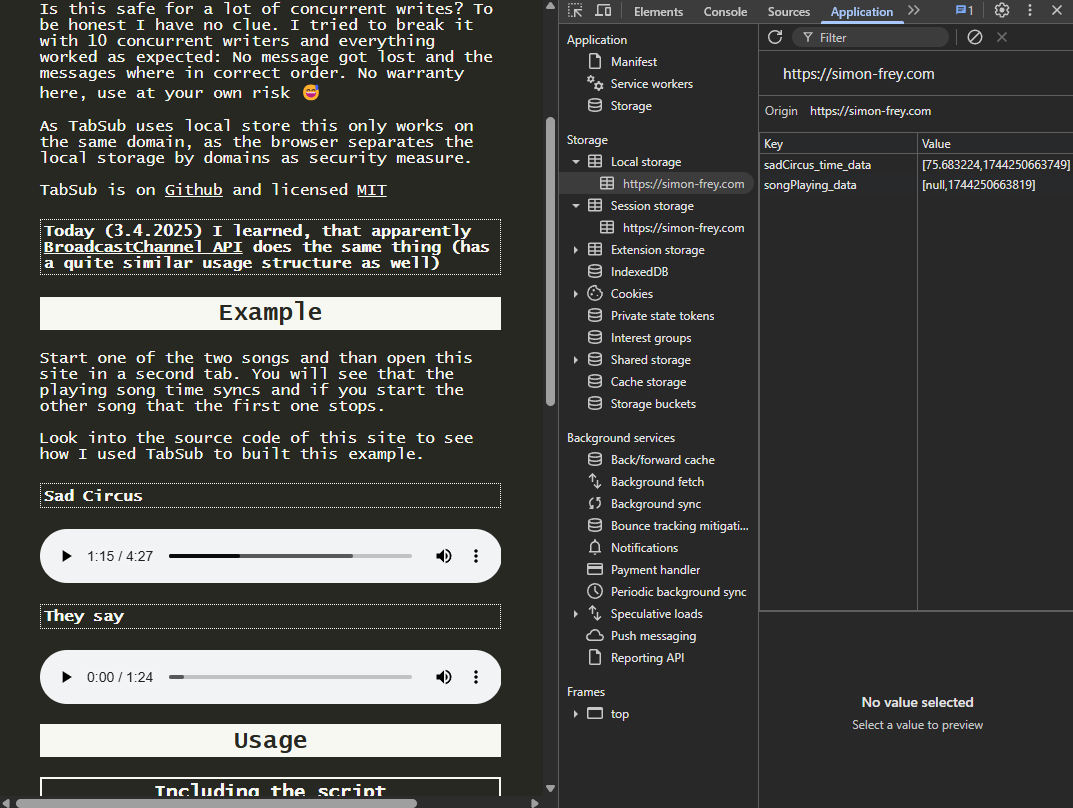 Is this safe for a lot of concurrent writes? To
be honest I have no clue. I tried to break it
with 10 concurrent writers and everything
worked as expected: No message got lost and the
messages where in correct order. No warranty
here, use at your own risk 😅
As TabSub uses local store this only works on
the same domain, as the browser separates the
local storage by domains as security measure.
TabSub is on Github and licensed MIT
Today (3.4.2025) I learned, that apparently
BroadcastChannel API does the same thing (has
a quite similar usage structure as well)
Example
Start one of the two songs and than open this
site in a second tab. You will see that the
playing song time syncs and if you start the
other song that the first one stops.
Look into the source code of this site to see
how I used TabSub to built this example.
Sad Circus
1:15 / 4:27
They say
0:00 / 1:24
Usage
Including the script
Elements
Console
Sources
Application
1
Application
Manifest
Service workers
Storage
Storage
Local storage
https://simon-frey.com
Session storage
https://simon-frey.com
Extension storage
IndexedDB
Cookies
Private state tokens
Interest groups
Shared storage
Cache storage
Storage buckets
Background services
Back/forward cache
Background fetch
Background sync
Bounce tracking mitigati...
Notifications
Payment handler
Periodic background sync
Speculative loads
Push messaging
Reporting API
Frames
top
Filter
https://simon-frey.com
Origin https://simon-frey.com
Key Value
sadCircus_time_data [75.683224,1744250663749]
songPlaying_data [null,1744250663819]
No value selected
Select a value to preview